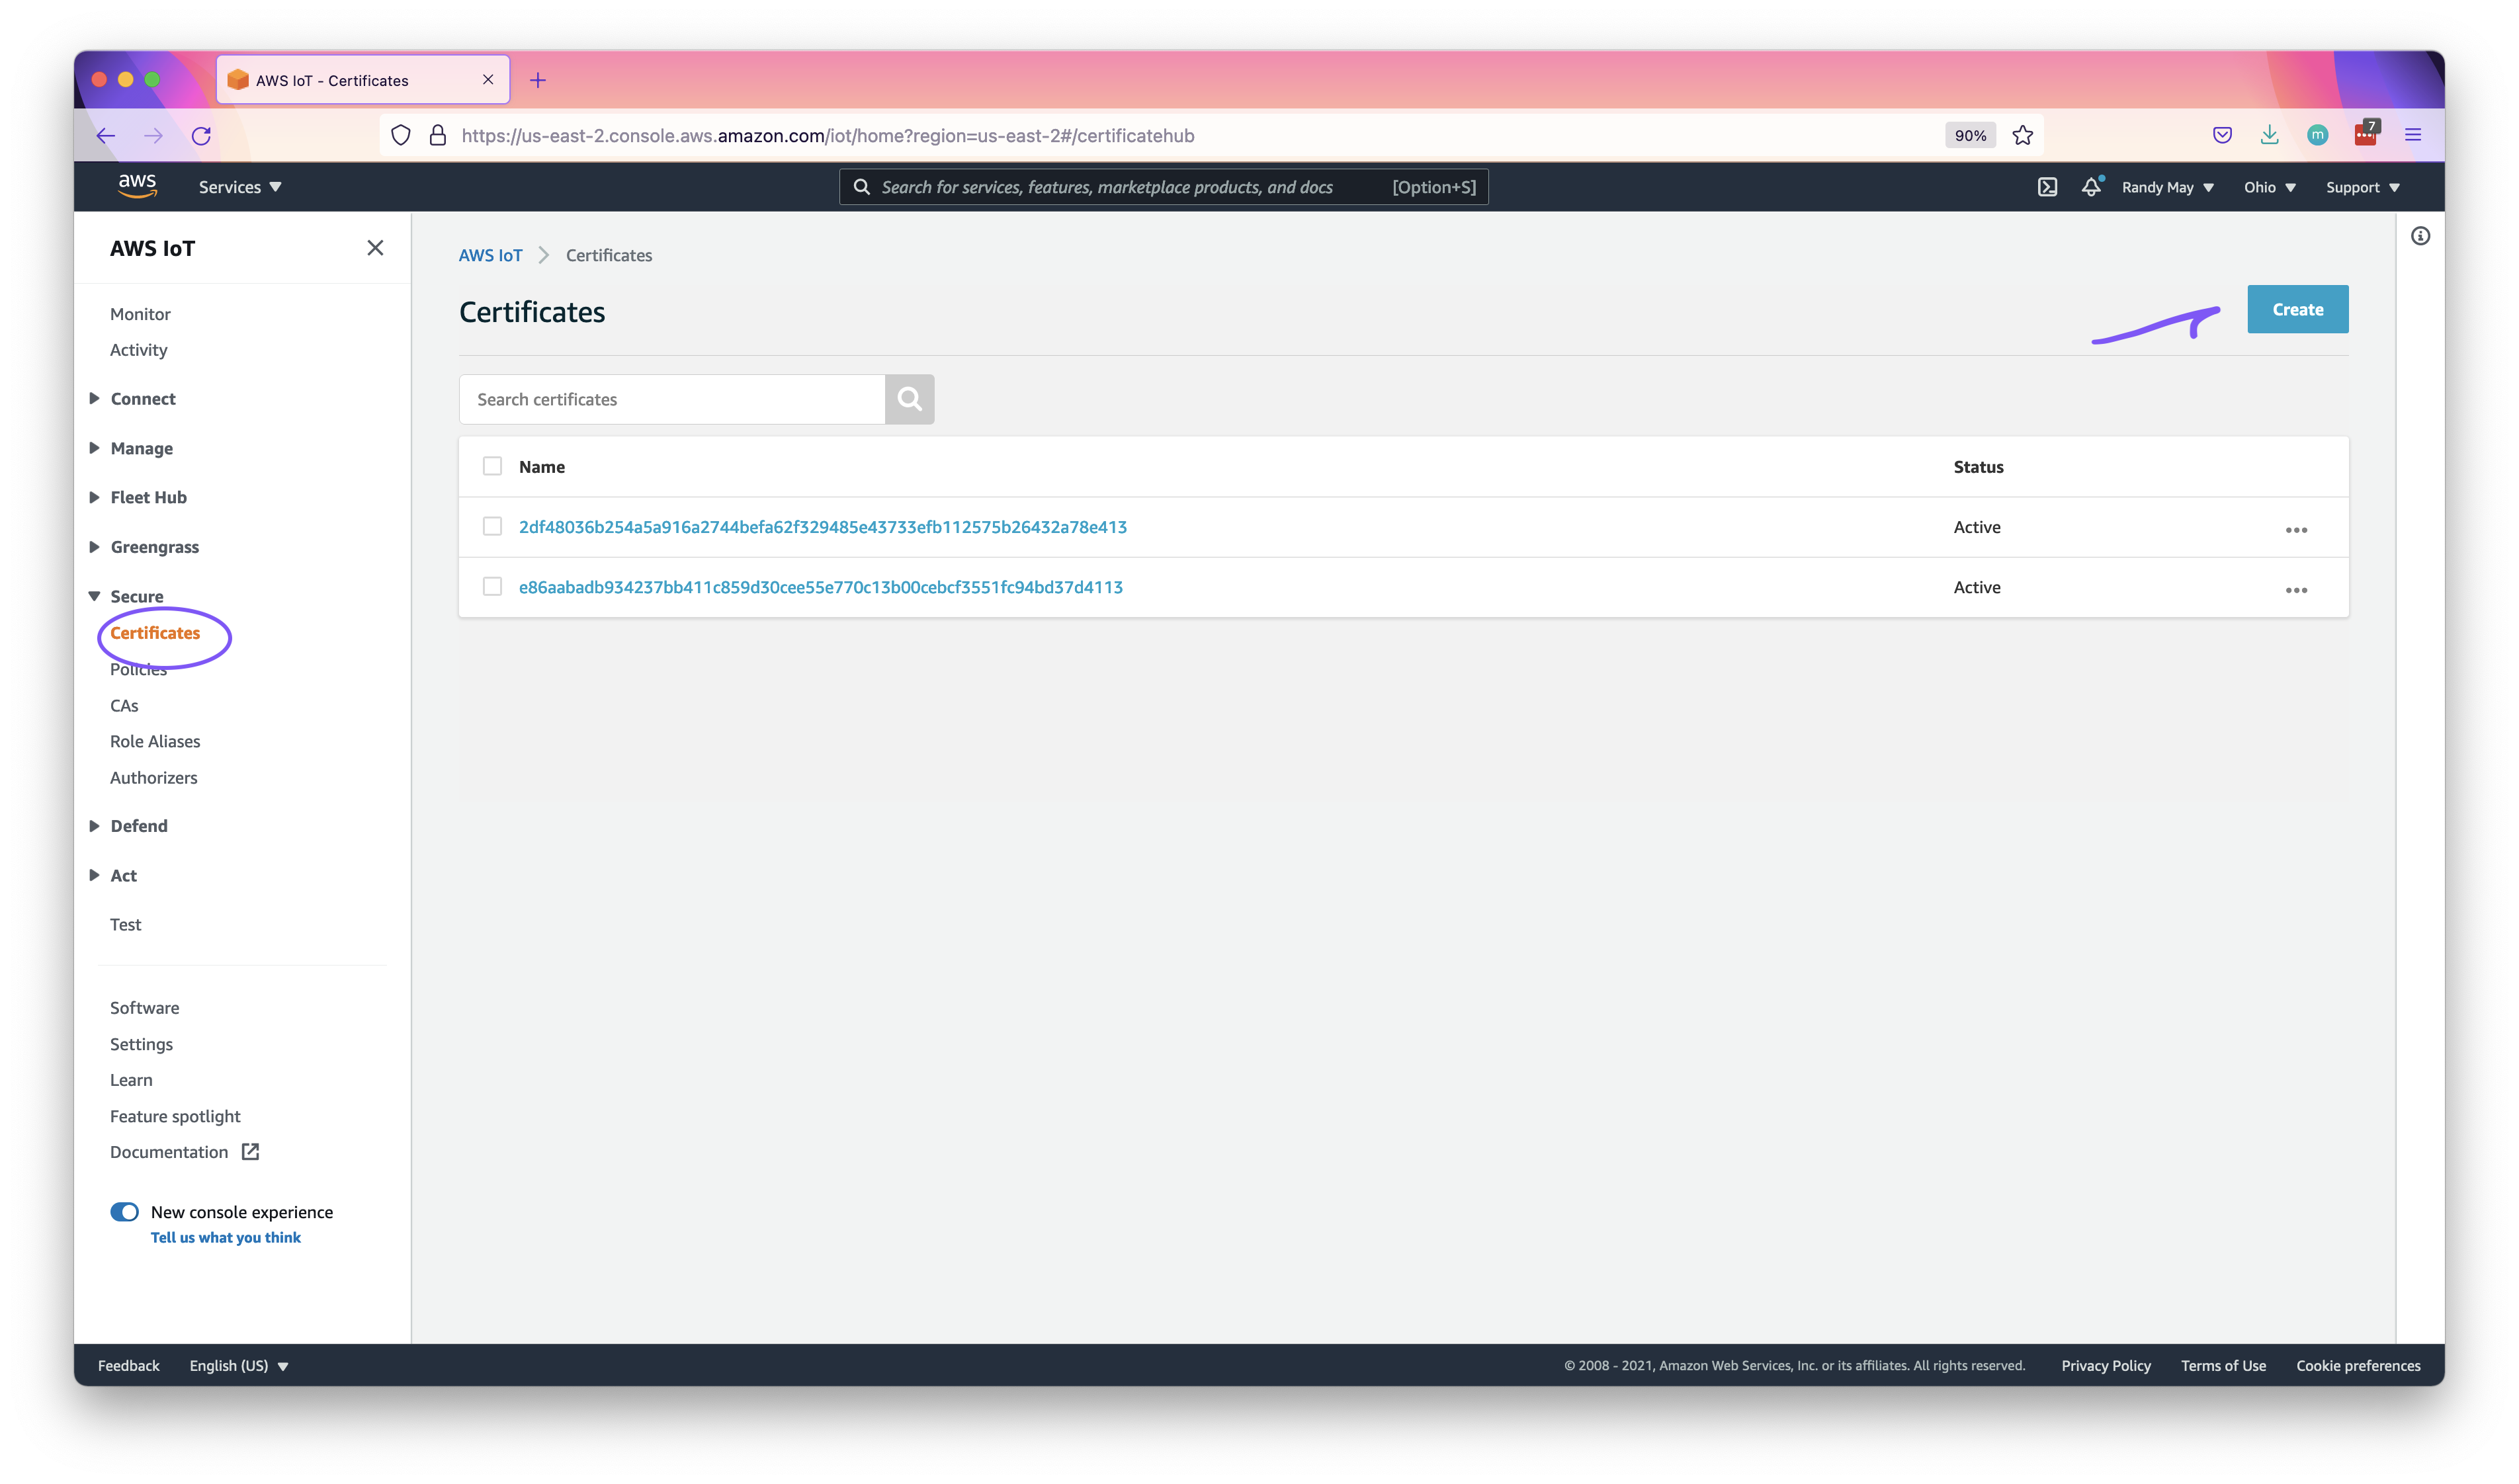 AWS IoT - Certificates
https://us-east-2.console.aws.amazon.com/iot/home?region=us-east-2#/certificatehub 90% m 7
aws Services Search for services, features, marketplace products, and docs [Option+S] Randy May Ohio Support
AWS IoT
Monitor
Activity
Connect
Manage
Fleet Hub
Greengrass
Secure
Certificates
Policies
CAs
Role Aliases
Authorizers
Defend
Act
Test
Software
Settings
Learn
Feature spotlight
Documentation
New console experience
Tell us what you think
AWS IoT Certificates
Certificates
Create
Search certificates
Name Status
2df48036b254a5a916a2744befa62f329485e43733efb112575b26432a78e413 Active
e86aabadb934237bb411c859d30cee55e770c13b00cebcf3551fc94bd37d4113 Active
Feedback English (US) © 2008 - 2021, Amazon Web Services, Inc. or its affiliates. All rights reserved. Privacy Policy Terms of Use Cookie preferences